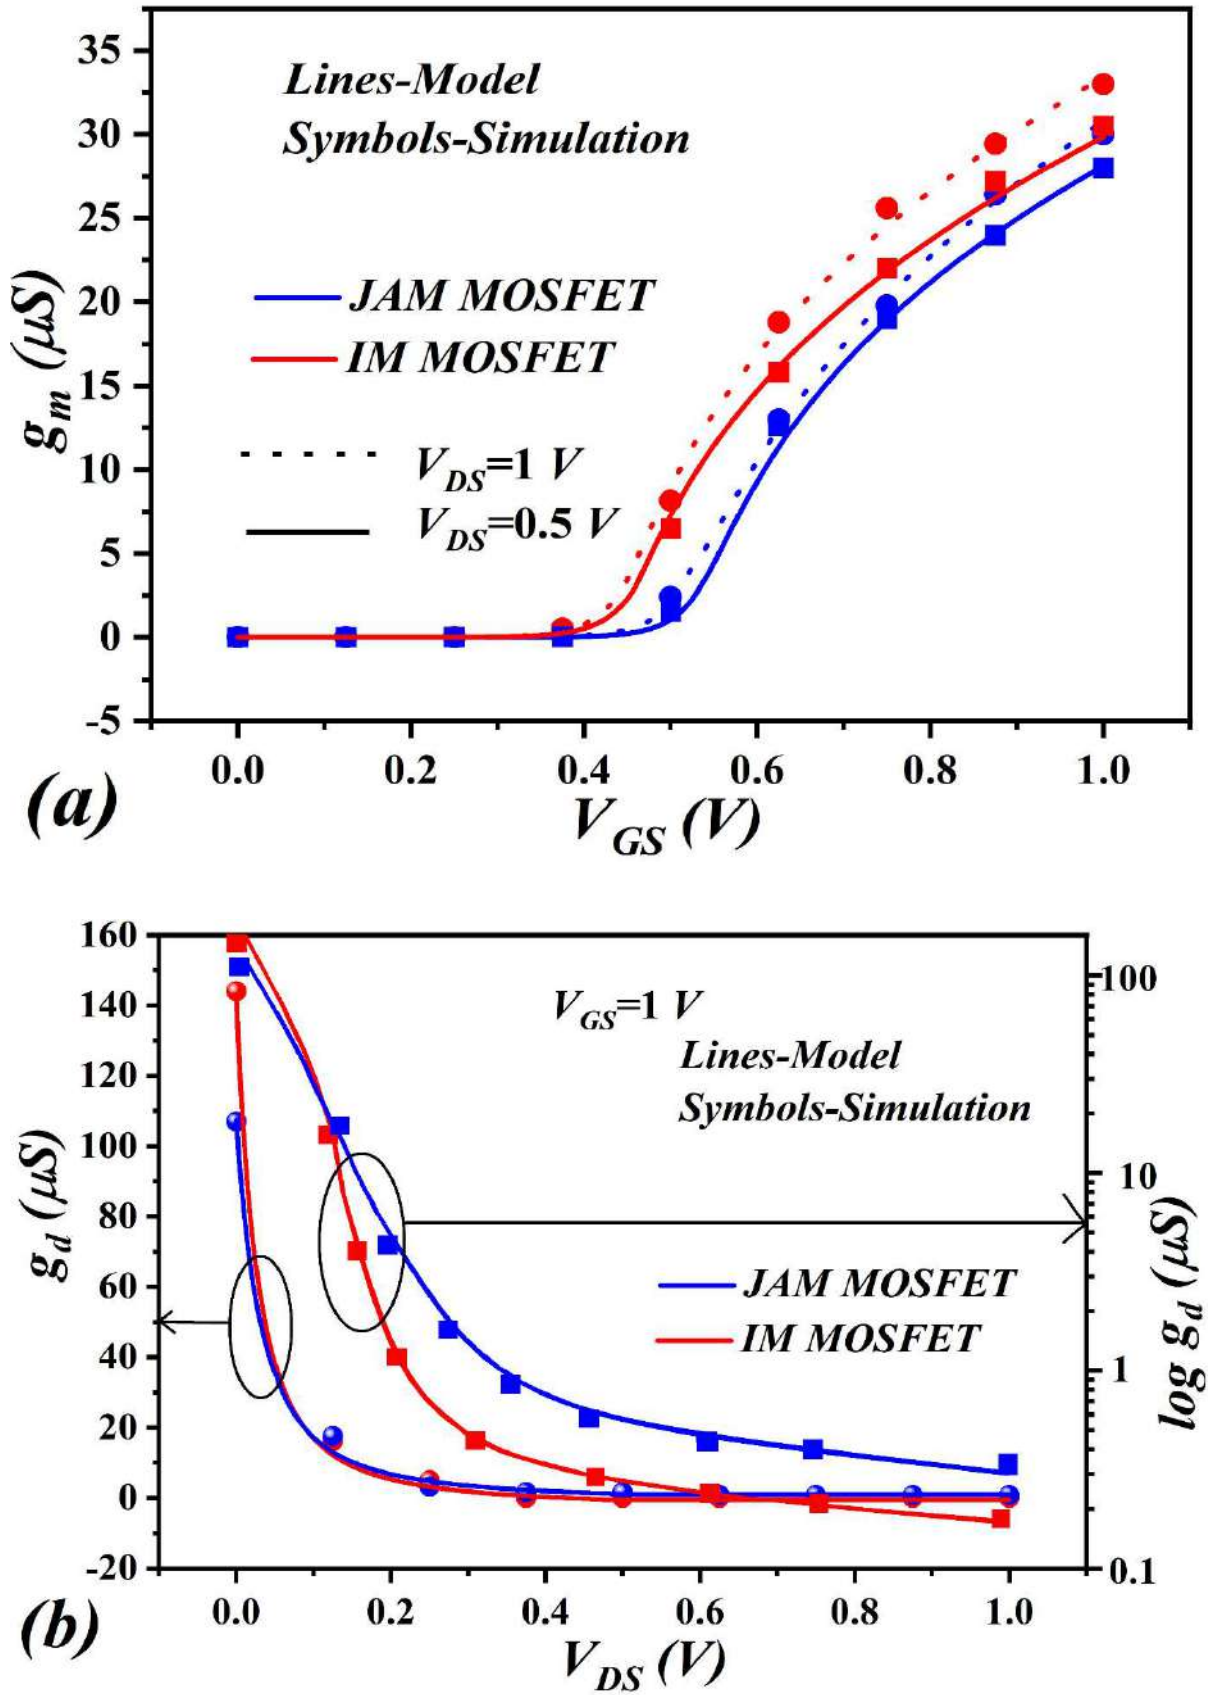 35
Lines-Model
30
Symbols-Simulation
25
g_m (μS)
20
JAM MOSFET
IM MOSFET
15
10
V_DS=1 V
V_DS=0.5 V
5
0
-5
0.0 0.2 0.4 0.6 0.8 1.0
(a)
V_GS (V)
160
140
V_GS=1 V
100
Lines-Model
120
Symbols-Simulation
100
g_d (μS)
10
80
log g_d (μS)
60
JAM MOSFET
IM MOSFET
40
1
20
0
-20
0.1
0.0 0.2 0.4 0.6 0.8 1.0
(b)
V_DS (V)